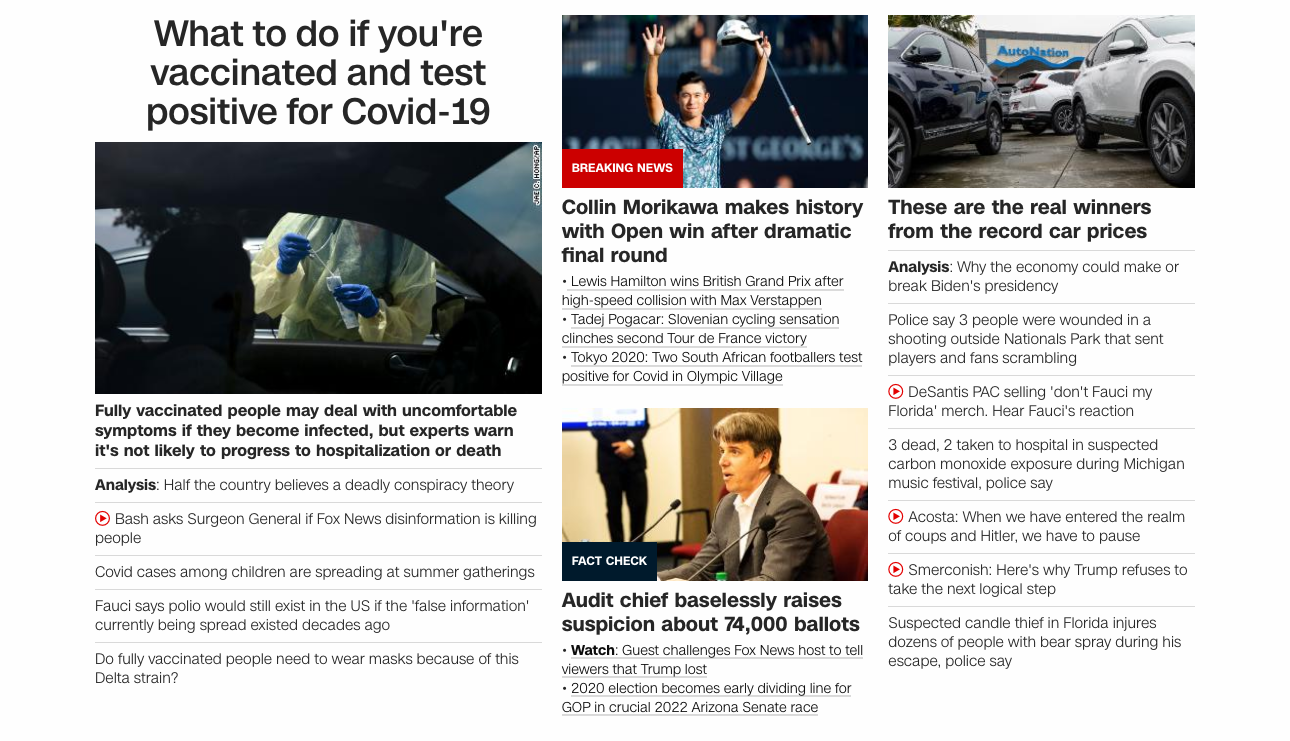 What to do if you're
vaccinated and test
positive for Covid-19
JAE C. HONG/AP
Fully vaccinated people may deal with uncomfortable
symptoms if they become infected, but experts warn
it's not likely to progress to hospitalization or death
Analysis: Half the country believes a deadly conspiracy theory
Bash asks Surgeon General if Fox News disinformation is killing
people
Covid cases among children are spreading at summer gatherings
Fauci says polio would still exist in the US if the 'false information'
currently being spread existed decades ago
Do fully vaccinated people need to wear masks because of this
Delta strain?
ST GEORGE'S
BREAKING NEWS
Collin Morikawa makes history
with Open win after dramatic
final round
• Lewis Hamilton wins British Grand Prix after
high-speed collision with Max Verstappen
• Tadej Pogacar: Slovenian cycling sensation
clinches second Tour de France victory
• Tokyo 2020: Two South African footballers test
positive for Covid in Olympic Village
FACT CHECK
Audit chief baselessly raises
suspicion about 74,000 ballots
• Watch: Guest challenges Fox News host to tell
viewers that Trump lost
• 2020 election becomes early dividing line for
GOP in crucial 2022 Arizona Senate race
AutoNation
These are the real winners
from the record car prices
Analysis: Why the economy could make or
break Biden's presidency
Police say 3 people were wounded in a
shooting outside Nationals Park that sent
players and fans scrambling
DeSantis PAC selling 'don't Fauci my
Florida' merch. Hear Fauci's reaction
3 dead, 2 taken to hospital in suspected
carbon monoxide exposure during Michigan
music festival, police say
Acosta: When we have entered the realm
of coups and Hitler, we have to pause
Smerconish: Here's why Trump refuses to
take the next logical step
Suspected candle thief in Florida injures
dozens of people with bear spray during his
escape, police say